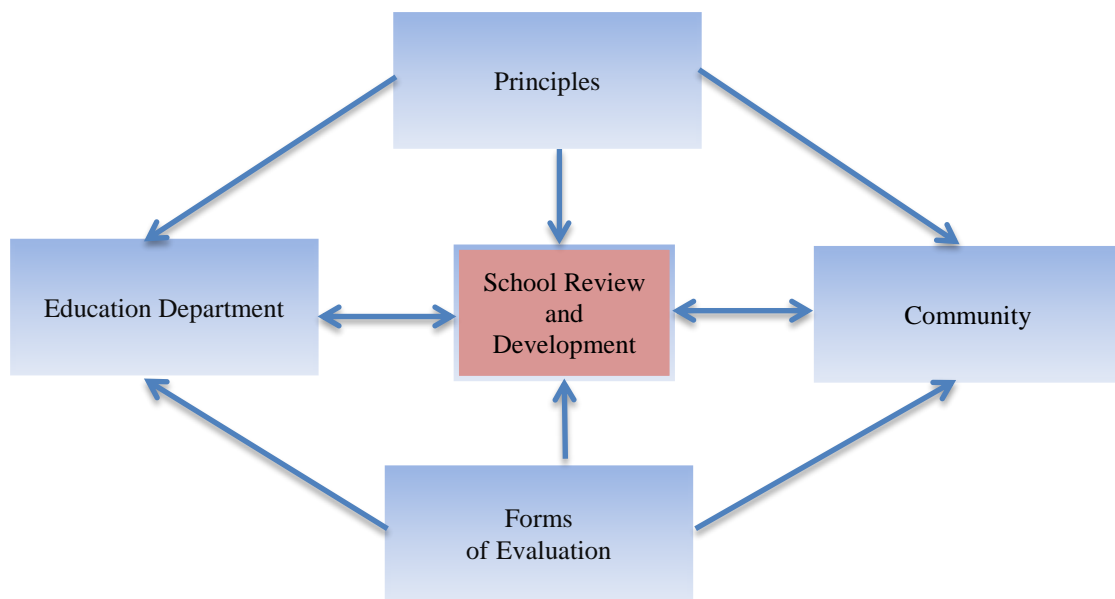 Principles
Education Department
School Review
and
Development
Community
Forms
of Evaluation